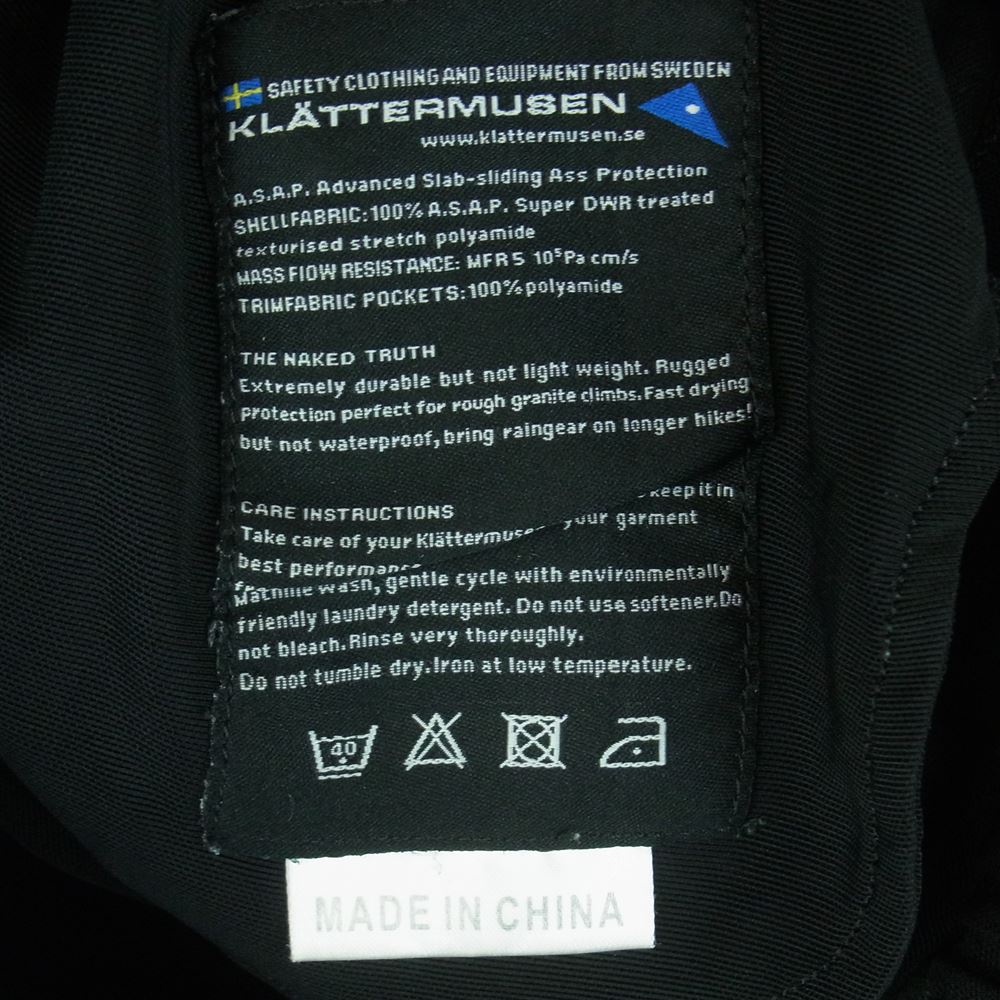 SAFETY CLOTHING AND EQUIPMENT FROM SWEDEN
KLÄTTERMUSEN
www.klattermusen.se
A.S.A.P. Advanced Slab-sliding Ass Protection
SHELLFABRIC:100% A.S.A.P. Super DWR treated
texturised stretch polyamide
MASS FLOW RESISTANCE: MFR5 10⁵Pa cm/s
TRIMFABRIC POCKETS:100%polyamide
THE NAKED TRUTH
Extremely durable but not light weight. Rugged
protection perfect for rough granite climbs.Fast drying
but not waterproof,bring raingear on longer hikes!
CARE INSTRUCTIONS
Take care of your keep it in
best your garment
Machine wash, gentle cycle with environmentally
friendly laundry detergent. Do not use softener.Do
not bleach.Rinse very thoroughly.
Do not tumble dry.Iron at low temperature.
40
MADE IN CHINA